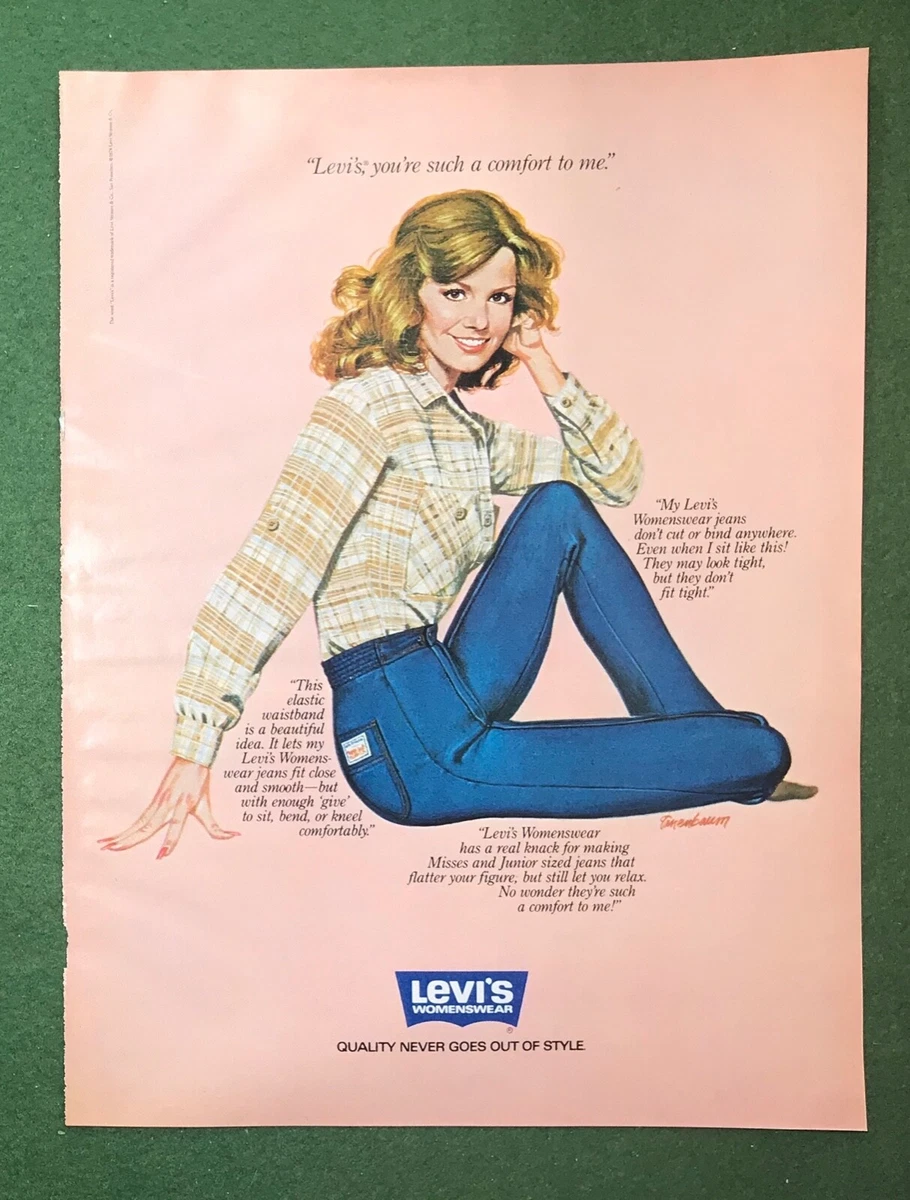 "Levi's,® you're such a comfort to me."
"My Levi's
Womenswear jeans
don't cut or bind anywhere.
Even when I sit like this!
They may look tight,
but they don't
fit tight."
"This
elastic
waistband
is a beautiful
idea. It lets my
Levi's Womens-
wear jeans fit close
and smooth—but
with enough 'give'
to sit, bend, or kneel
comfortably."
"Levi's Womenswear
has a real knack for making
Misses and Junior sized jeans that
flatter your figure, but still let you relax.
No wonder they're such
a comfort to me!"
LEVI'S
WOMENSWEAR
®
QUALITY NEVER GOES OUT OF STYLE.